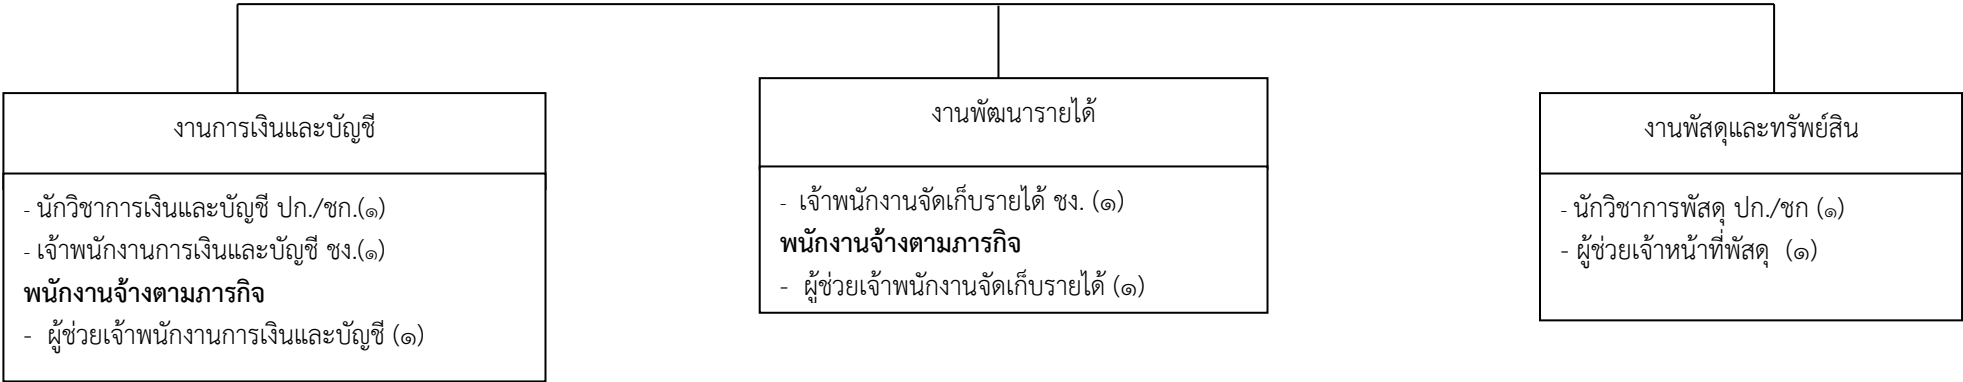 งานการเงินและบัญชี
- นักวิชาการเงินและบัญชี ปก./ชก.(๑)
- เจ้าพนักงานการเงินและบัญชี ชง.(๑)
พนักงานจ้างตามภารกิจ
- ผู้ช่วยเจ้าพนักงานการเงินและบัญชี (๑)
งานพัฒนารายได้
- เจ้าพนักงานจัดเก็บรายได้ ชง. (๑)
พนักงานจ้างตามภารกิจ
- ผู้ช่วยเจ้าพนักงานจัดเก็บรายได้ (๑)
งานพัสดุและทรัพย์สิน
- นักวิชาการพัสดุ ปก./ชก (๑)
- ผู้ช่วยเจ้าหน้าที่พัสดุ (๑)